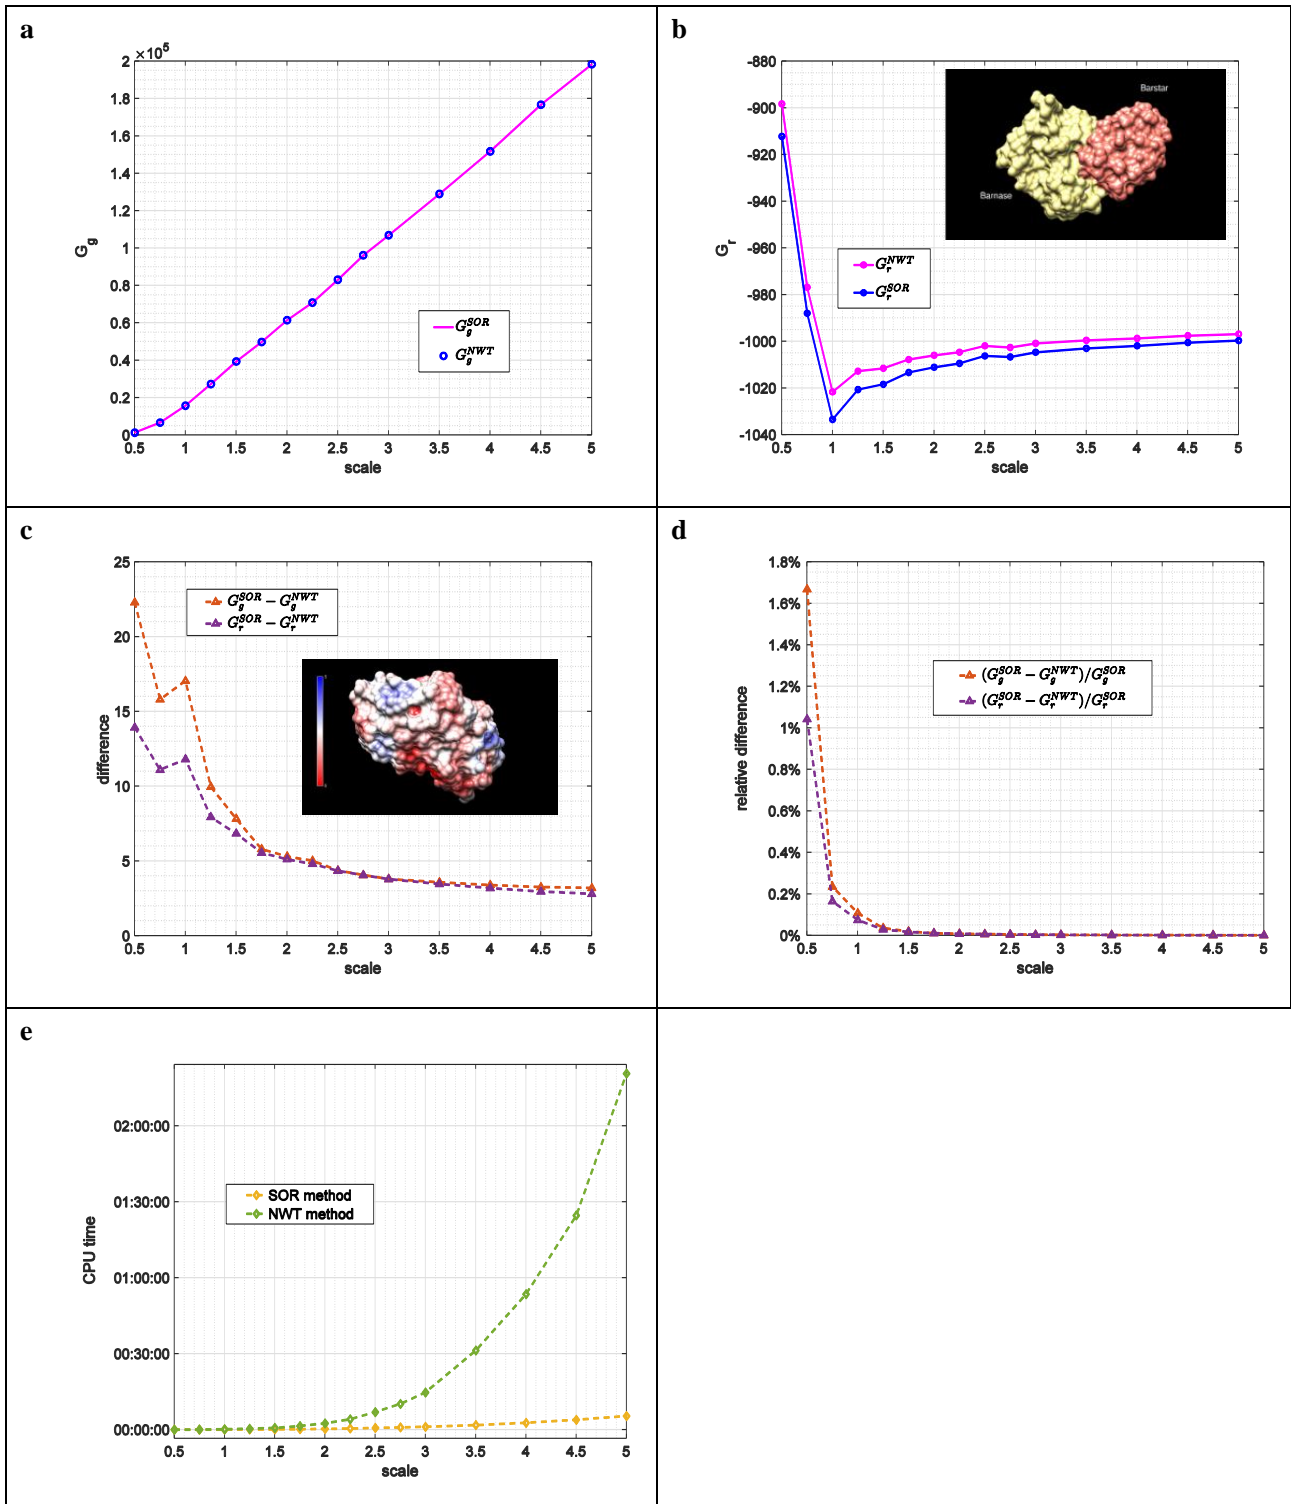 a
×10⁵
2
1.8
1.6
1.4
1.2
1
0.8
0.6
0.4
0.2
0
G_g
G_g^{SOR}
G_g^{NWT}
0.5 1 1.5 2 2.5 3 3.5 4 4.5 5
scale
b
-880
-900
-920
-940
-960
-980
-1000
-1020
-1040
G_r
Barstar
Barnase
G_r^{NWT}
G_r^{SOR}
0.5 1 1.5 2 2.5 3 3.5 4 4.5 5
scale
c
25
20
15
10
5
0
difference
G_g^{SOR} − G_g^{NWT}
G_r^{SOR} − G_r^{NWT}
0.5 1 1.5 2 2.5 3 3.5 4 4.5 5
scale
d
1.8%
1.6%
1.4%
1.2%
1%
0.8%
0.6%
0.4%
0.2%
0%
relative difference
(G_g^{SOR} − G_g^{NWT})/G_g^{SOR}
(G_r^{SOR} − G_r^{NWT})/G_r^{SOR}
0.5 1 1.5 2 2.5 3 3.5 4 4.5 5
scale
e
02:00:00
01:30:00
01:00:00
00:30:00
00:00:00
CPU time
SOR method
NWT method
0.5 1 1.5 2 2.5 3 3.5 4 4.5 5
scale